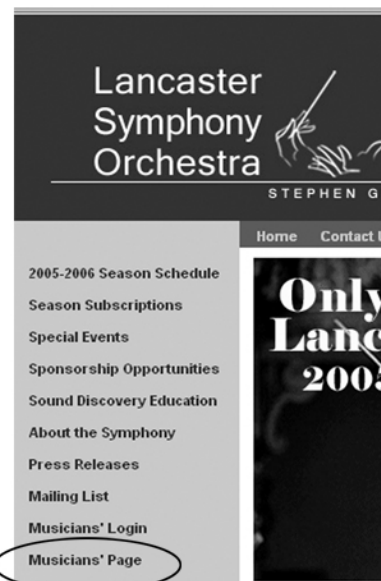 Lancaster
Symphony
Orchestra
STEPHEN G
Home Contact U
2005-2006 Season Schedule
Season Subscriptions
Special Events
Sponsorship Opportunities
Sound Discovery Education
About the Symphony
Press Releases
Mailing List
Musicians' Login
Musicians' Page
Only
Lanc
2005